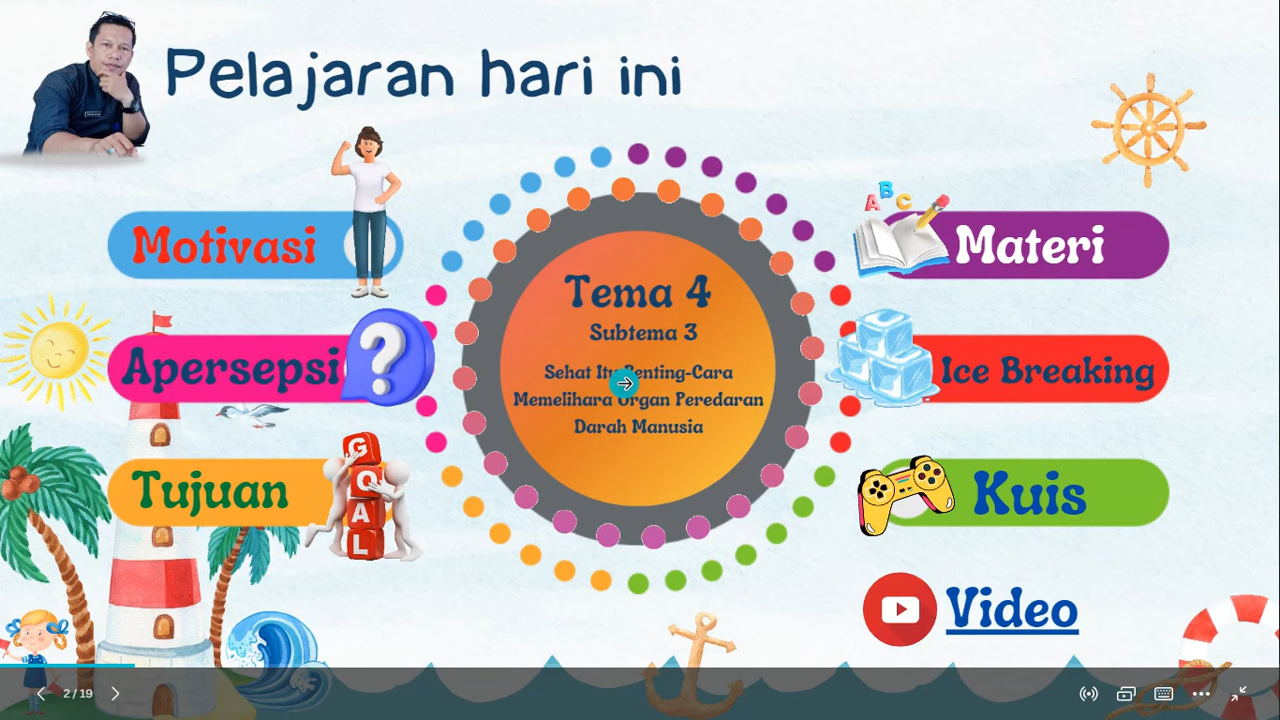 Pelajaran hari ini
Motivasi
Apersepsi
Tujuan
GOAL
Tema 4
Subtema 3
Sehat Itu Penting-Cara
Memelihara Organ Peredaran
Darah Manusia
A B C
Materi
Ice Breaking
Kuis
Video
2 / 19